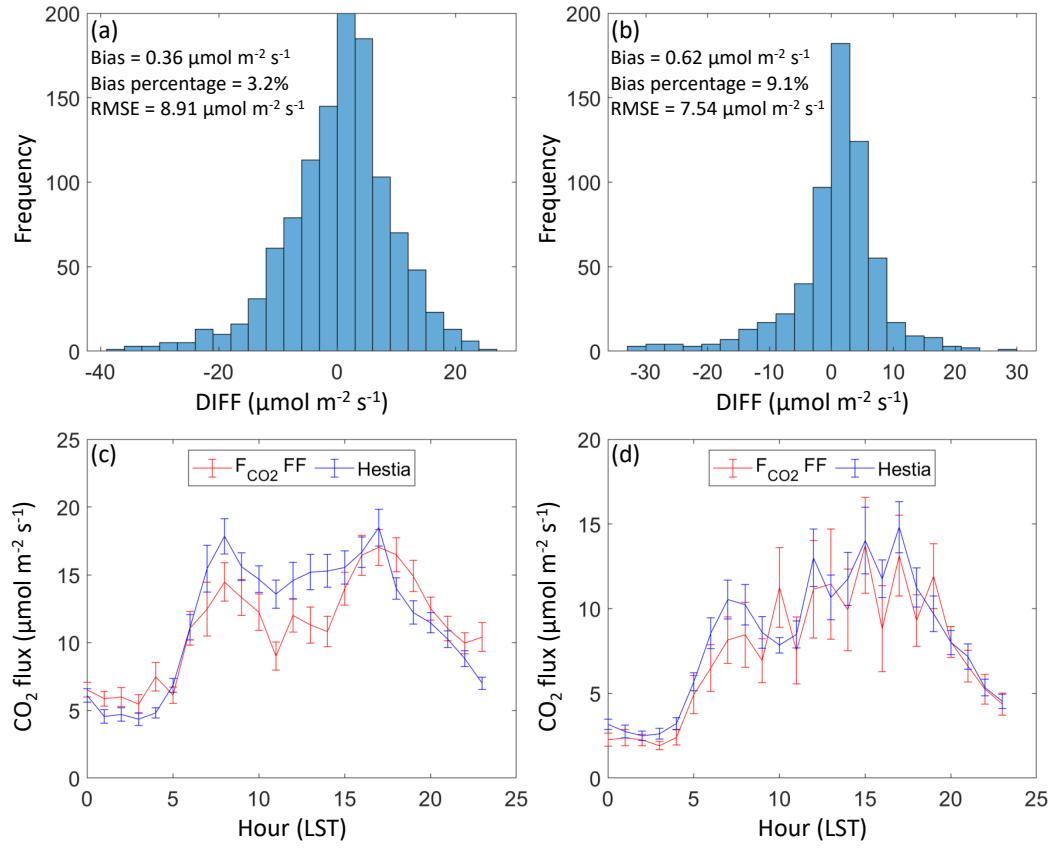 (a)
Bias = 0.36 µmol m⁻² s⁻¹
Bias percentage = 3.2%
RMSE = 8.91 µmol m⁻² s⁻¹
200
150
100
50
0
Frequency
-40
-20
0
20
DIFF (µmol m⁻² s⁻¹)
(b)
Bias = 0.62 µmol m⁻² s⁻¹
Bias percentage = 9.1%
RMSE = 7.54 µmol m⁻² s⁻¹
200
150
100
50
0
Frequency
-30
-20
-10
0
10
20
30
DIFF (µmol m⁻² s⁻¹)
(c)
F_CO2 FF
Hestia
25
20
15
10
5
0
CO₂ flux (µmol m⁻² s⁻¹)
0
5
10
15
20
25
Hour (LST)
(d)
F_CO2 FF
Hestia
20
15
10
5
0
CO₂ flux (µmol m⁻² s⁻¹)
0
5
10
15
20
25
Hour (LST)